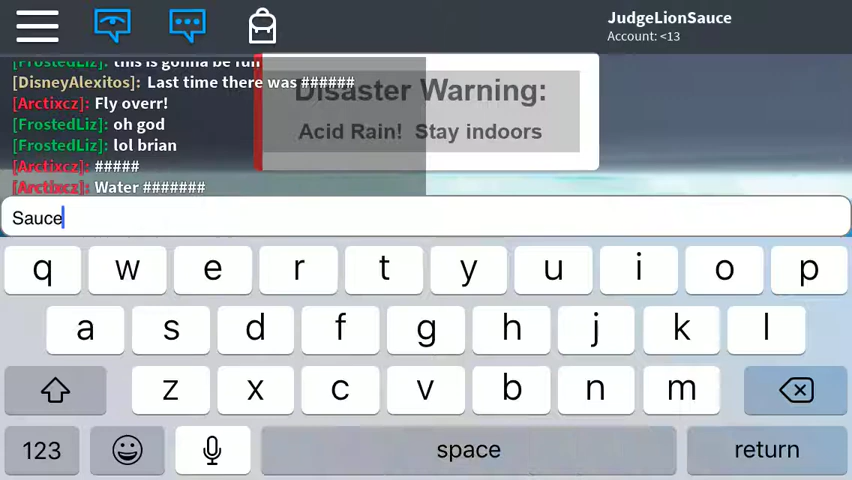 JudgeLionSauce
Account: <13
[FrostedLiz]: this is gonna be fun
[DisneyAlexitos]: Last time there was ######
[Arctixcz]: Fly overr!
[FrostedLiz]: oh god
[FrostedLiz]: lol brian
[Arctixcz]: #####
[Arctixcz]: Water #######
Disaster Warning:
Acid Rain! Stay indoors
Sauce
q w e r t y u i o p
a s d f g h j k l
z x c v b n m
123 space return